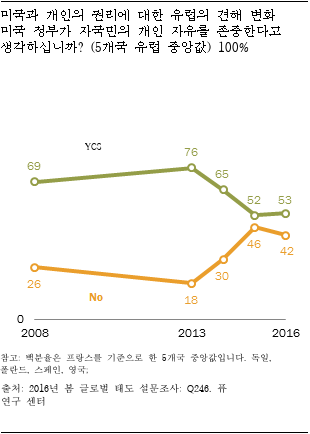 미국과 개인의 권리에 대한 유럽의 견해 변화
미국 정부가 자국민의 개인 자유를 존중한다고
생각하십니까? (5개국 유럽 중앙값) 100%
YCS
69
76
65
52
53
26
18
30
46
42
No
0
2008
2013
2016
참고: 백분율은 프랑스를 기준으로 한 5개국 중앙값입니다. 독일,
폴란드, 스페인, 영국;
출처: 2016년 봄 글로벌 태도 설문조사: Q246. 퓨
연구 센터